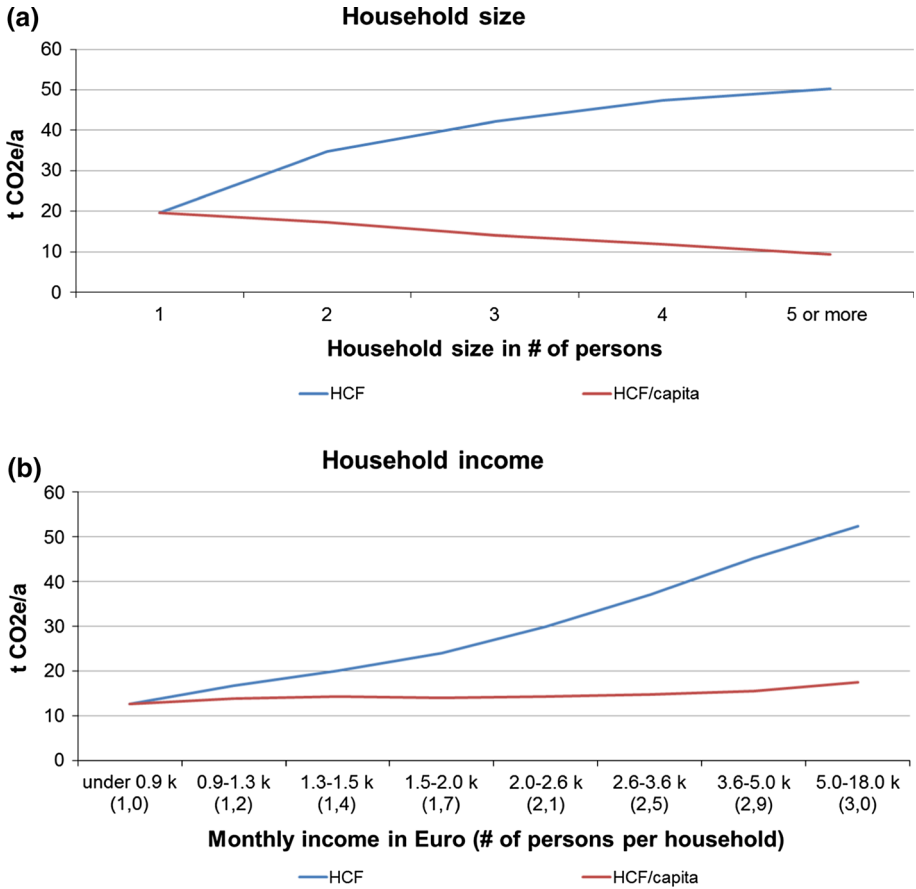 (a)
Household size
60
50
40
30
20
10
0
t CO2e/a
1 2 3 4 5 or more
Household size in # of persons
HCF HCF/capita
(b)
Household income
60
50
40
30
20
10
0
t CO2e/a
under 0.9 k 0.9-1.3 k 1.3-1.5 k 1.5-2.0 k 2.0-2.6 k 2.6-3.6 k 3.6-5.0 k 5.0-18.0 k
(1,0) (1,2) (1,4) (1,7) (2,1) (2,5) (2,9) (3,0)
Monthly income in Euro (# of persons per household)
HCF HCF/capita